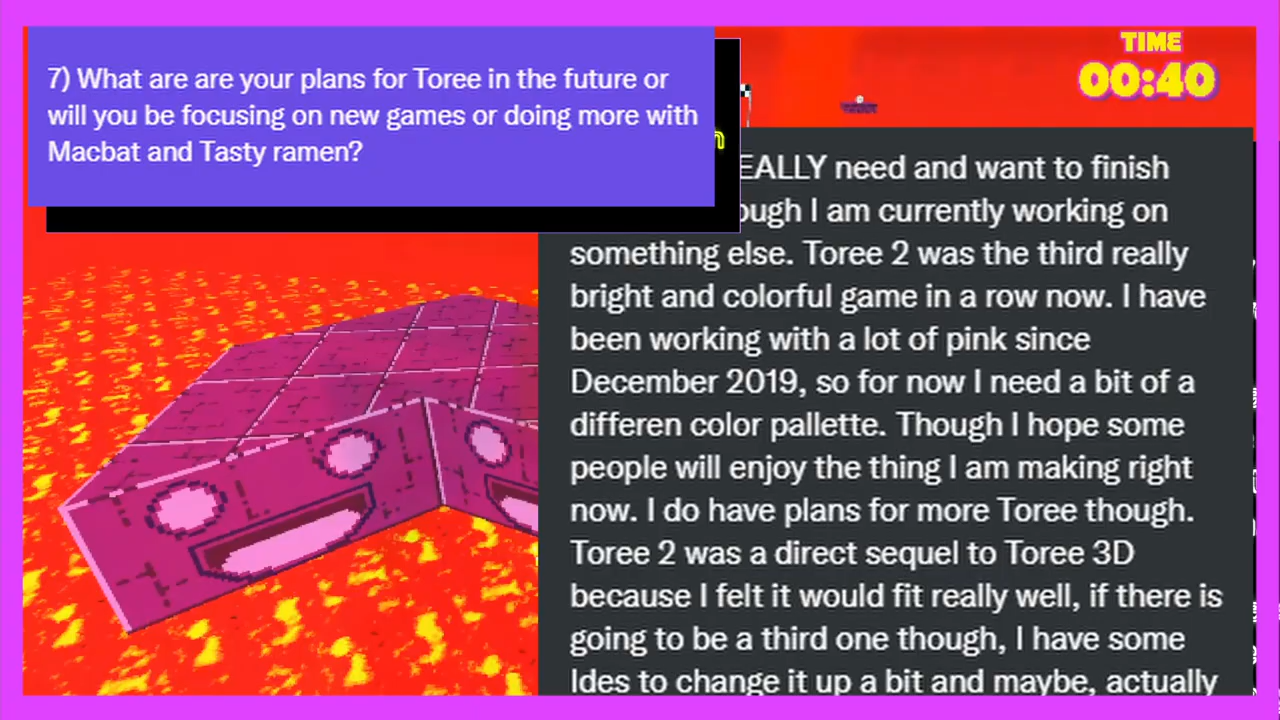 7) What are are your plans for Toree in the future or
will you be focusing on new games or doing more with
Macbat and Tasty ramen?
TIME
00:40
need and want to finish
I am currently working on
something else. Toree 2 was the third really
bright and colorful game in a row now. I have
been working with a lot of pink since
December 2019, so for now I need a bit of a
differen color pallette. Though I hope some
people will enjoy the thing I am making right
now. I do have plans for more Toree though.
Toree 2 was a direct sequel to Toree 3D
because I felt it would fit really well, if there is
going to be a third one though, I have some
Ides to change it up a bit and maybe, actually